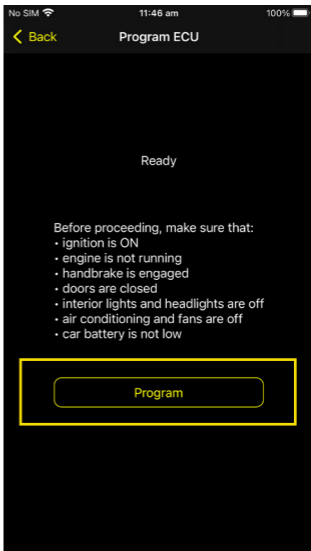 No SIM 11:46 am 100%
Back Program ECU
Ready
Before proceeding, make sure that:
• ignition is ON
• engine is not running
• handbrake is engaged
• doors are closed
• interior lights and headlights are off
• air conditioning and fans are off
• car battery is not low
Program